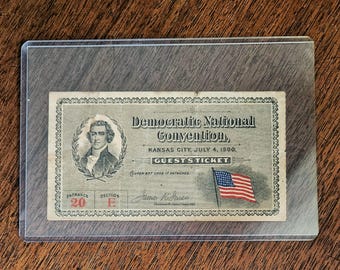 Democratic National
Convention,
KANSAS CITY, JULY 4, 1900.
GUEST'S TICKET
ENTRANCE
20
SECTION
E